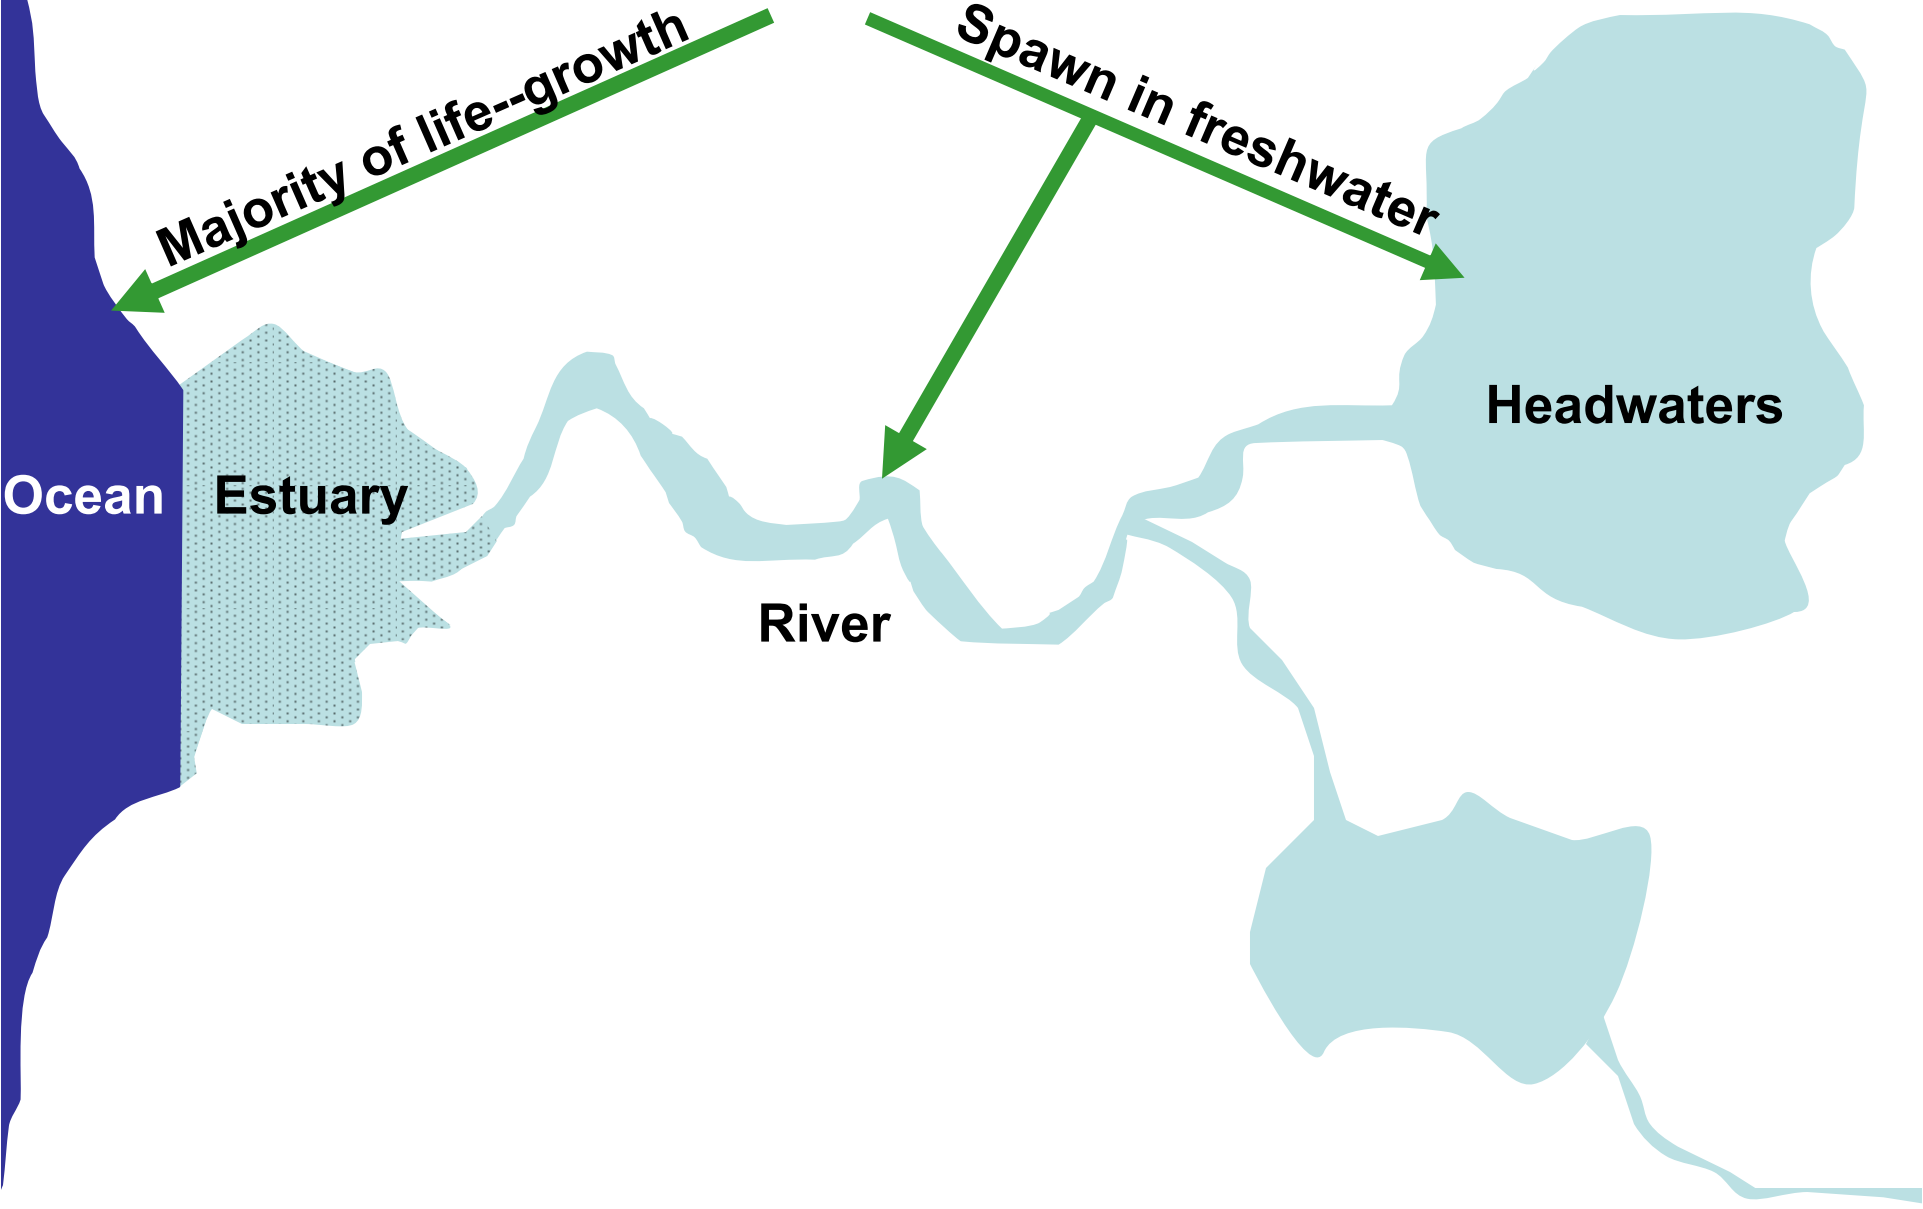 Majority of life--growth
Spawn in freshwater
Headwaters
Ocean
Estuary
River